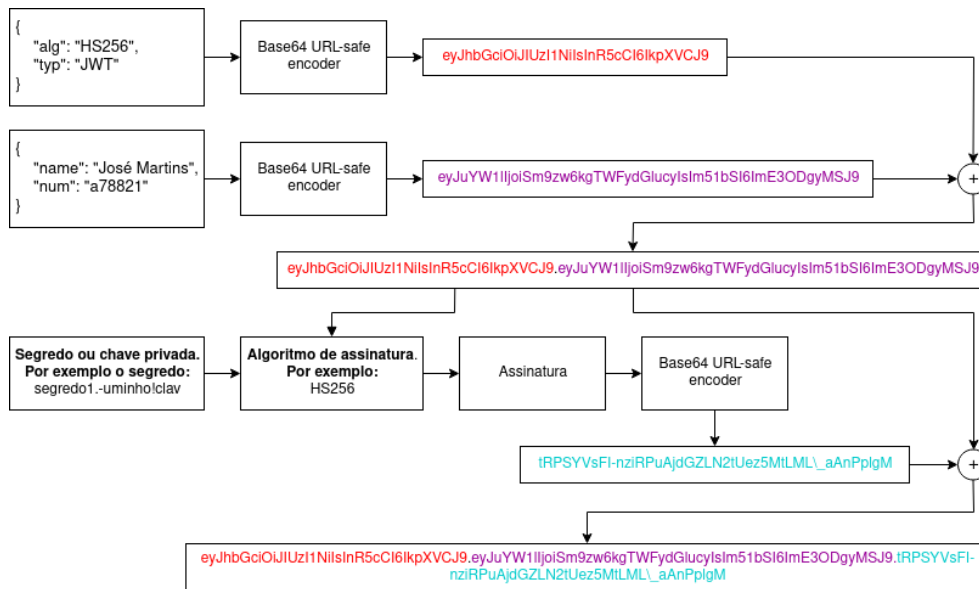 {
"alg": "HS256",
"typ": "JWT"
}
Base64 URL-safe
encoder
eyJhbGciOiJIUzI1NiIsInR5cCI6IkpXVCJ9
{
"name": "José Martins",
"num": "a78821"
}
Base64 URL-safe
encoder
eyJuYW1lIjoiSm9zw6kgTWFydGlucyIsIm51bSI6ImE3ODgyMSJ9
+
eyJhbGciOiJIUzI1NiIsInR5cCI6IkpXVCJ9.eyJuYW1lIjoiSm9zw6kgTWFydGlucyIsIm51bSI6ImE3ODgyMSJ9
Segredo ou chave privada.
Por exemplo o segredo:
segredo1.-uminho!clav
Algoritmo de assinatura.
Por exemplo:
HS256
Assinatura
Base64 URL-safe
encoder
tRPSYVsFI-nziRPuAjdGZLN2tUez5MtLML\_aAnPplgM
+
eyJhbGciOiJIUzI1NiIsInR5cCI6IkpXVCJ9.eyJuYW1lIjoiSm9zw6kgTWFydGlucyIsIm51bSI6ImE3ODgyMSJ9.tRPSYVsFI-
nziRPuAjdGZLN2tUez5MtLML\_aAnPplgM